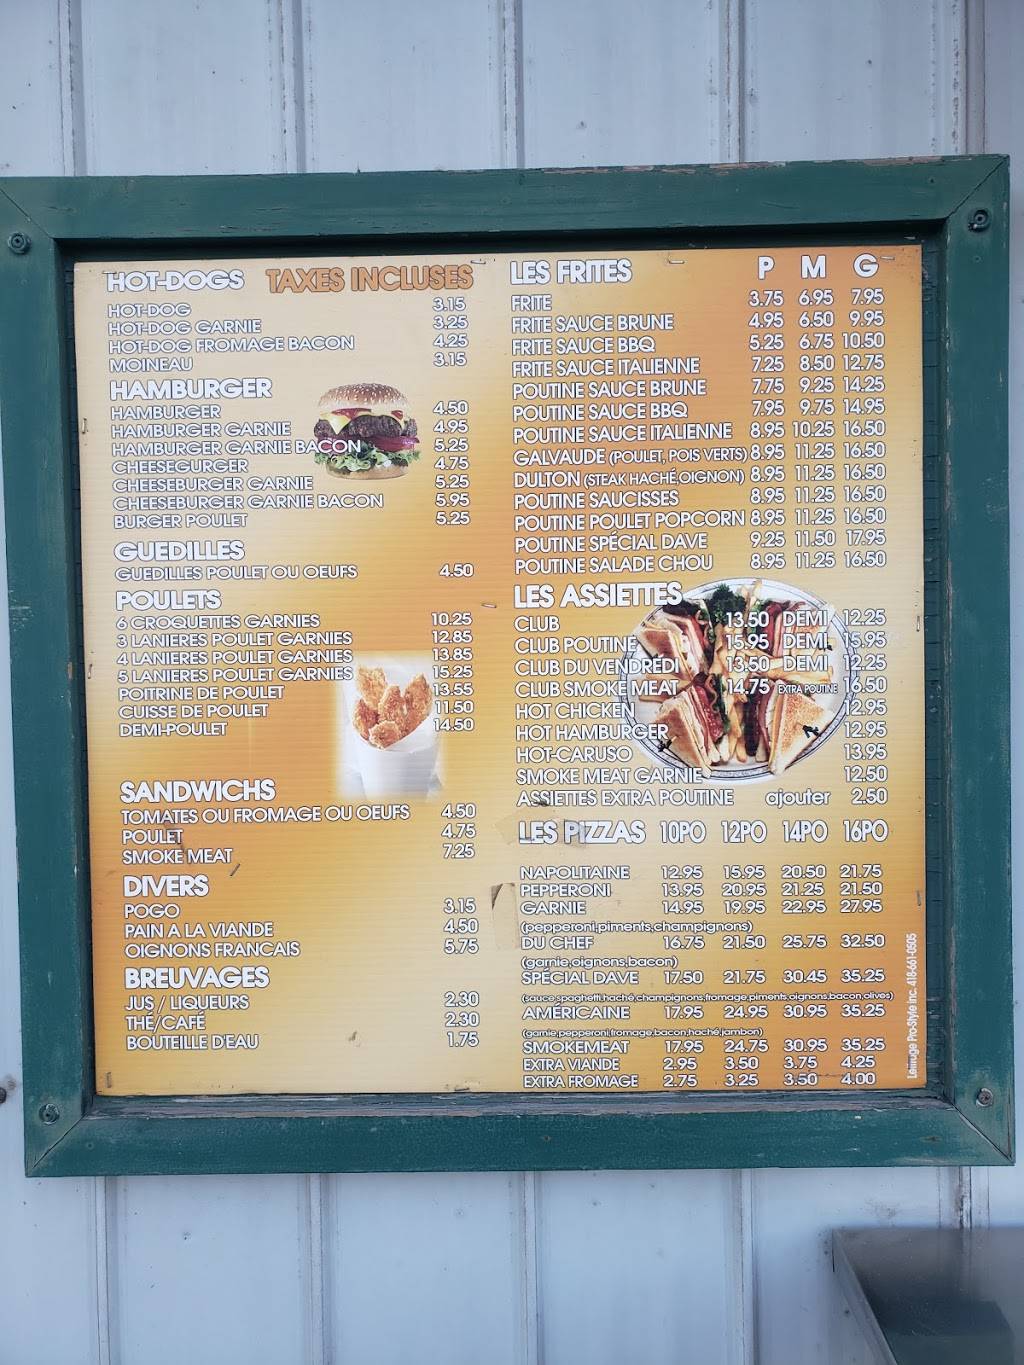 HOT-DOGS TAXES INCLUSES
HOT-DOG 3.15
HOT-DOG GARNIE 3.25
HOT-DOG FROMAGE BACON 4.25
MOINEAU 3.15
HAMBURGER
HAMBURGER 4.50
HAMBURGER GARNIE 4.95
HAMBURGER GARNIE BACON 5.25
CHEESEGURGER 4.75
CHEESEBURGER GARNIE 5.25
CHEESEBURGER GARNIE BACON 5.95
BURGER POULET 5.25
GUEDILLES
GUEDILLES POULET OU OEUFS 4.50
POULETS
6 CROQUETTES GARNIES 10.25
3 LANIERES POULET GARNIES 12.85
4 LANIERES POULET GARNIES 13.85
5 LANIERES POULET GARNIES 15.25
POITRINE DE POULET 13.55
CUISSE DE POULET 11.50
DEMI-POULET 14.50
SANDWICHS
TOMATES OU FROMAGE OU OEUFS 4.50
POULET 4.75
SMOKE MEAT 7.25
DIVERS
POGO 3.15
PAIN A LA VIANDE 4.50
OIGNONS FRANCAIS 5.75
BREUVAGES
JUS / LIQUEURS 2.30
THÉ/CAFÉ 2.30
BOUTEILLE D'EAU 1.75
LES FRITES P M G
FRITE 3.75 6.95 7.95
FRITE SAUCE BRUNE 4.95 6.50 9.95
FRITE SAUCE BBQ 5.25 6.75 10.50
FRITE SAUCE ITALIENNE 7.25 8.50 12.75
POUTINE SAUCE BRUNE 7.75 9.25 14.25
POUTINE SAUCE BBQ 7.95 9.75 14.95
POUTINE SAUCE ITALIENNE 8.95 10.25 16.50
GALVAUDE (POULET, POIS VERTS) 8.95 11.25 16.50
DULTON (STEAK HACHÉ,OIGNON) 8.95 11.25 16.50
POUTINE SAUCISSES 8.95 11.25 16.50
POUTINE POULET POPCORN 8.95 11.25 16.50
POUTINE SPÉCIAL DAVE 9.25 11.50 17.95
POUTINE SALADE CHOU 8.95 11.25 16.50
LES ASSIETTES
CLUB 13.50 DEMI 12.25
CLUB POUTINE 15.95 DEMI 15.95
CLUB DU VENDREDI 13.50 DEMI 12.25
CLUB SMOKE MEAT 14.75 EXTRA POUTINE 16.50
HOT CHICKEN 12.95
HOT HAMBURGER 12.95
HOT-CARUSO 13.95
SMOKE MEAT GARNIE 12.50
ASSIETTES EXTRA POUTINE ajouter 2.50
LES PIZZAS 10PO 12PO 14PO 16PO
NAPOLITAINE 12.95 15.95 20.50 21.75
PEPPERONI 13.95 20.95 21.25 21.50
GARNIE 14.95 19.95 22.95 27.95
(pepperoni,piments,champignons)
DU CHEF 16.75 21.50 25.75 32.50
(garnie,oignons,bacon)
SPÉCIAL DAVE 17.50 21.75 30.45 35.25
(sauce spaghetti,haché,champignons,fromage,piments,oignons,bacon,olives)
AMÉRICAINE 17.95 24.95 30.95 35.25
(garnie,pepperoni,fromage,bacon,haché,jambon)
SMOKEMEAT 17.95 24.75 30.95 35.25
EXTRA VIANDE 2.95 3.50 3.75 4.25
EXTRA FROMAGE 2.75 3.25 3.50 4.00
Pro-Style inc. 418-661-0505